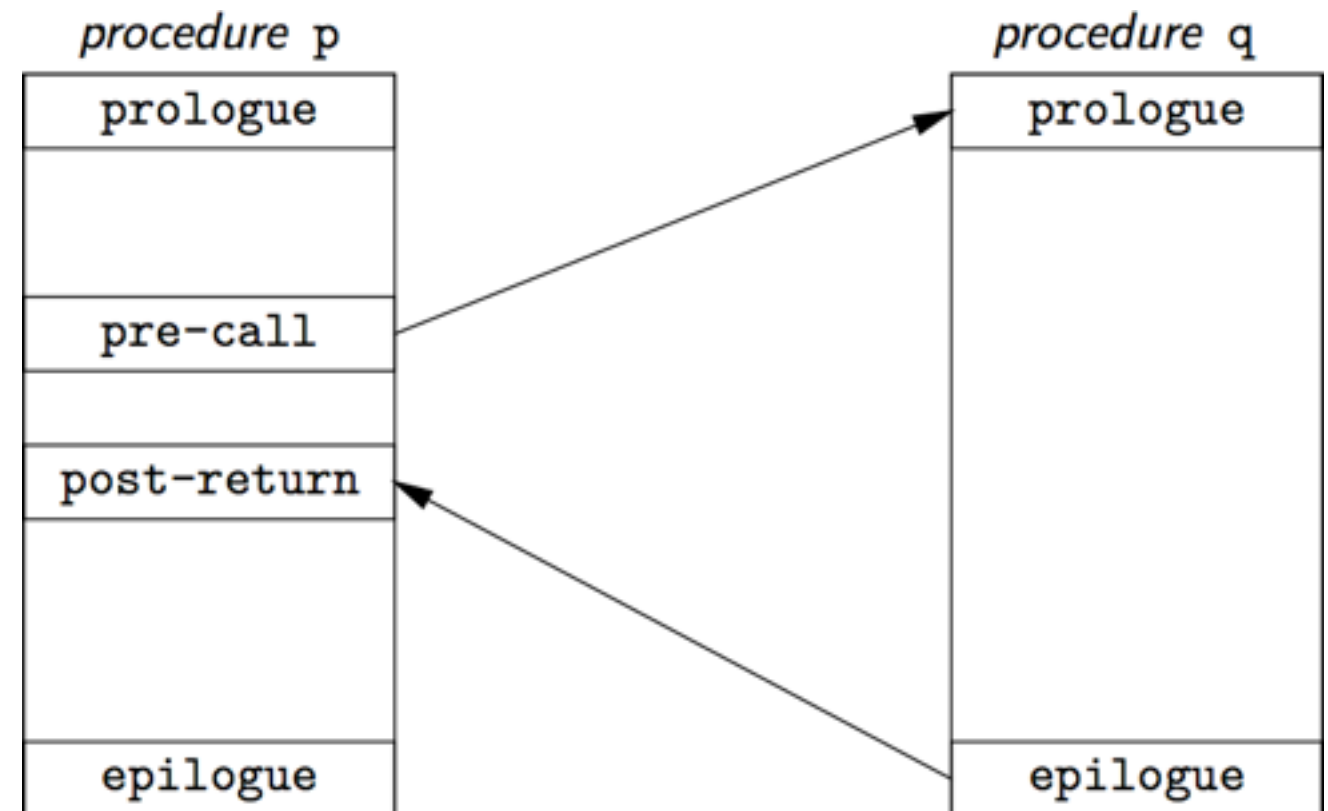 procedure p
prologue
pre-call
post-return
epilogue
procedure q
prologue
epilogue